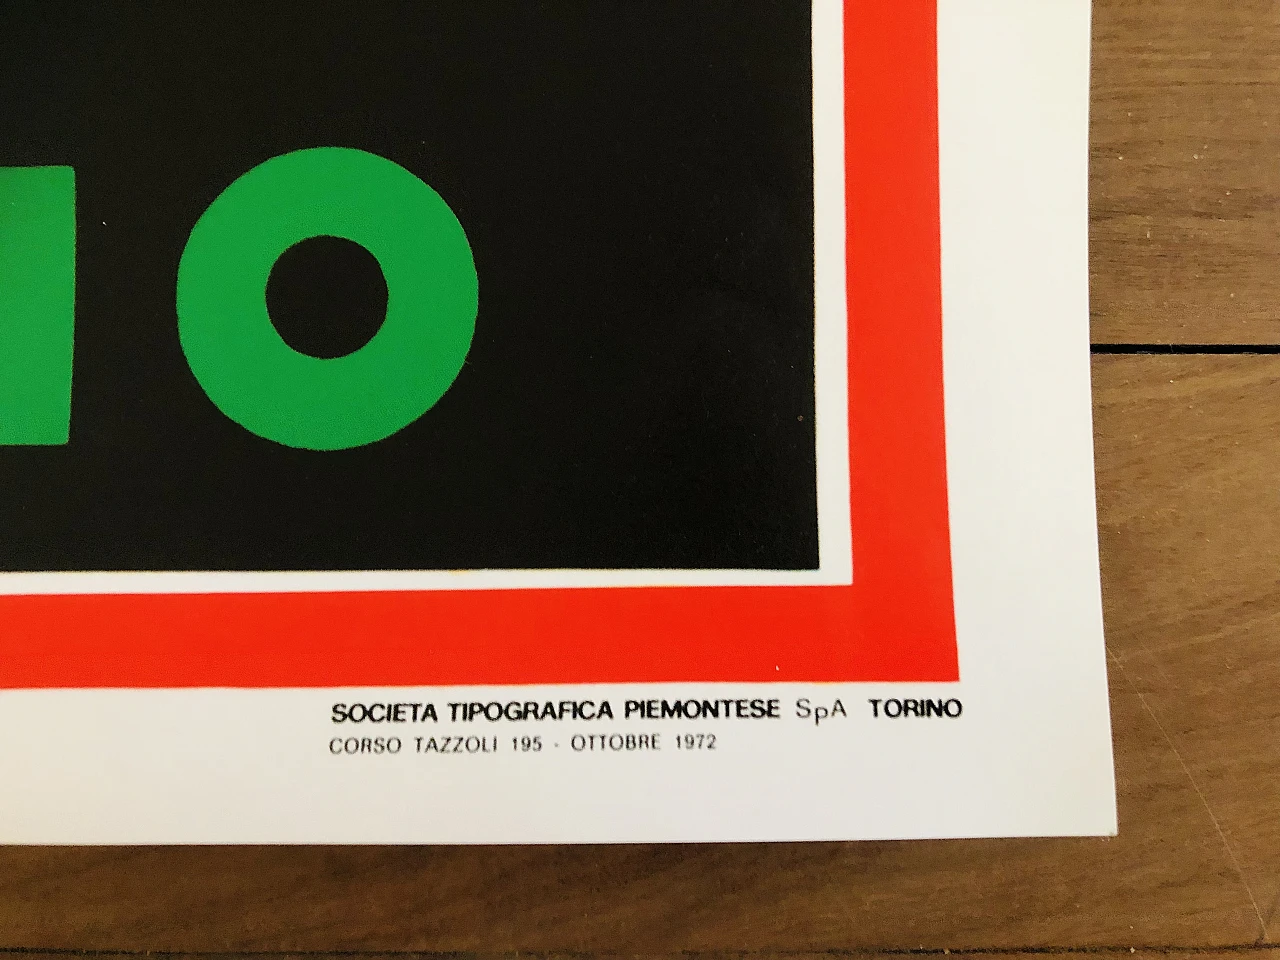 O
SOCIETA TIPOGRAFICA PIEMONTESE SpA TORINO
CORSO TAZZOLI 195 - OTTOBRE 1972